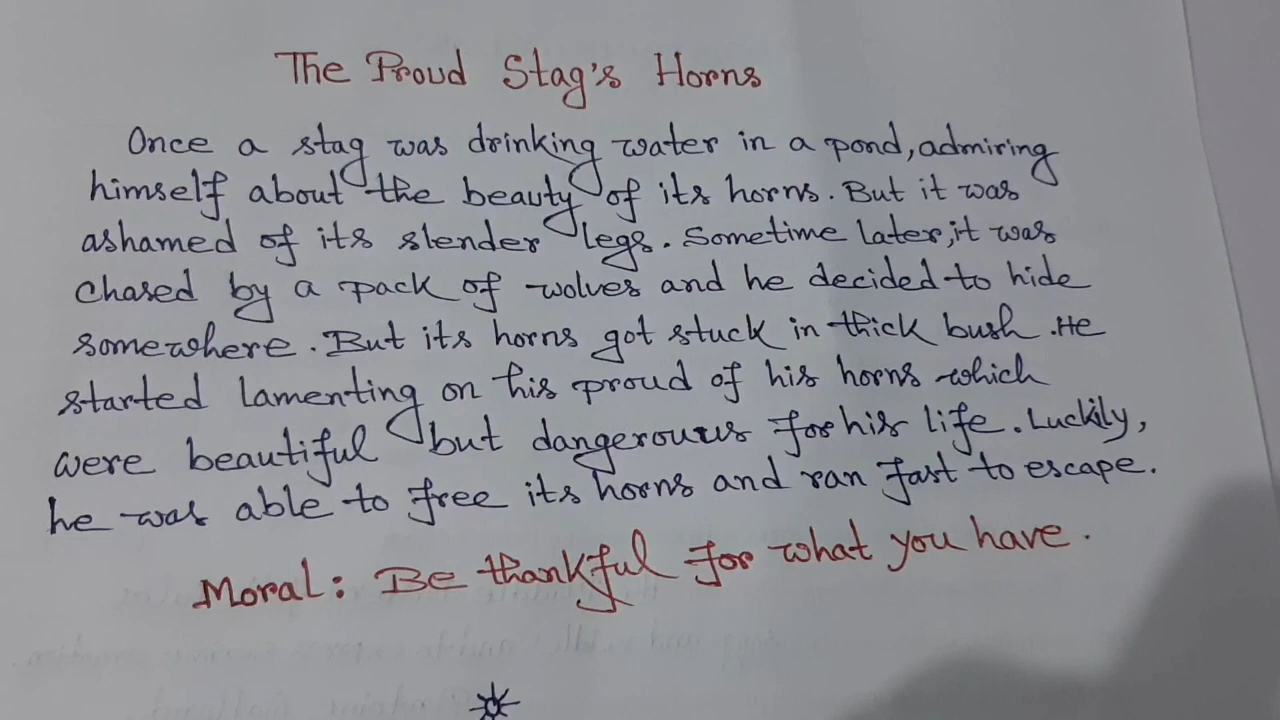 The Proud Stag's Horns
Once a stag was drinking water in a pond, admiring
himself about the beauty of its horns. But it was
ashamed of its slender legs. Sometime later, it was
chased by a pack of wolves and he decided to hide
somewhere. But its horns got stuck in thick bush. He
started lamenting on his proud of his horns which
were beautiful but dangerours for his life. Luckily,
he was able to free its horns and ran fast to escape.
Moral: Be thankful for what you have.